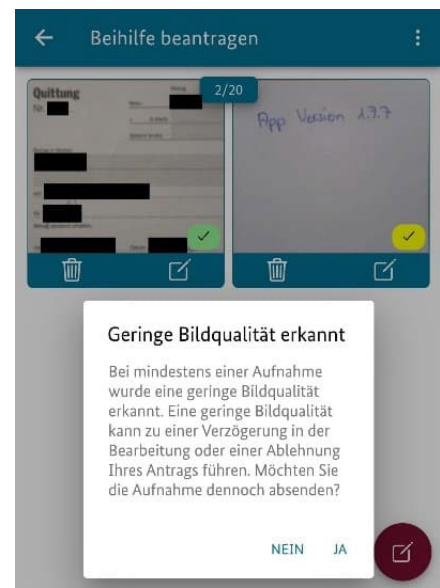 Beihilfe beantragen
2/20
Quittung
Nr.
App Version 1.7.7
Geringe Bildqualität erkannt
Bei mindestens einer Aufnahme
wurde eine geringe Bildqualität
erkannt. Eine geringe Bildqualität
kann zu einer Verzögerung in der
Bearbeitung oder einer Ablehnung
Ihres Antrags führen. Möchten Sie
die Aufnahme dennoch absenden?
NEIN JA